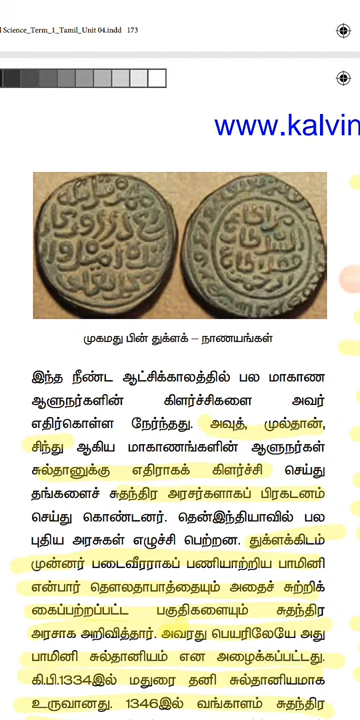 l Science_Term_1_Tamil_Unit 04.indd   173
www.kalvin
முகமது பின் துக்ளக் – நாணயங்கள்
இந்த நீண்ட ஆட்சிக்காலத்தில் பல மாகாண
ஆளுநர்களின் கிளர்ச்சிகளை அவர்
எதிர்கொள்ள நேர்ந்தது. அவுத், முல்தான்,
சிந்து ஆகிய மாகாணங்களின் ஆளுநர்கள்
சுல்தானுக்கு எதிராகக் கிளர்ச்சி செய்து
தங்களைச் சுதந்திர அரசர்களாகப் பிரகடனம்
செய்து கொண்டனர். தென்இந்தியாவில் பல
புதிய அரசுகள் எழுச்சி பெற்றன. துக்ளக்கிடம்
முன்னர் படைவீரராகப் பணியாற்றிய பாமினி
என்பார் தௌலதாபாத்தையும் அதைச் சுற்றிக்
கைப்பற்றப்பட்ட பகுதிகளையும் சுதந்திர
அரசாக அறிவித்தார். அவரது பெயரிலேயே அது
பாமினி சுல்தானியம் என அழைக்கப்பட்டது.
கி.பி.1334இல் மதுரை தனி சுல்தானியமாக
உருவானது. 1346இல் வங்காளம் சுதந்திர